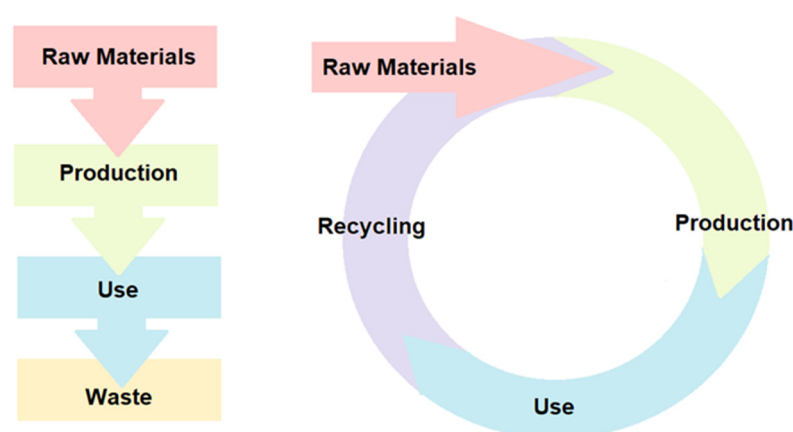 Raw Materials
Production
Use
Waste
Raw Materials
Production
Use
Recycling